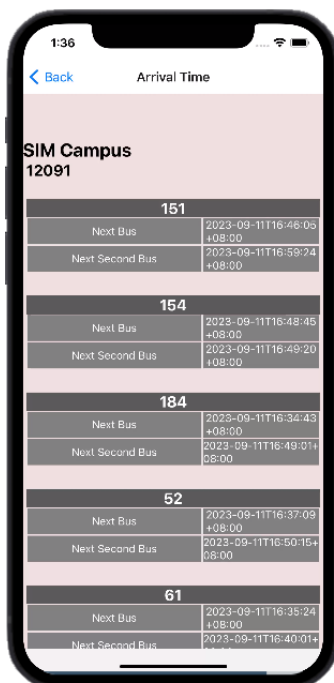 1:36
Back
Arrival Time
SIM Campus
12091
151
Next Bus
2023-09-11T16:46:05
+08:00
Next Second Bus
2023-09-11T16:59:24
+08:00
154
Next Bus
2023-09-11T16:48:45
+08:00
Next Second Bus
2023-09-11T16:49:20
+08:00
184
Next Bus
2023-09-11T16:34:43
+08:00
Next Second Bus
2023-09-11T16:49:01+
08:00
52
Next Bus
2023-09-11T16:37:09
+08:00
Next Second Bus
2023-09-11T16:50:15+
08:00
61
Next Bus
2023-09-11T16:35:24
+08:00
Next Second Bus
2023-09-11T16:40:01+